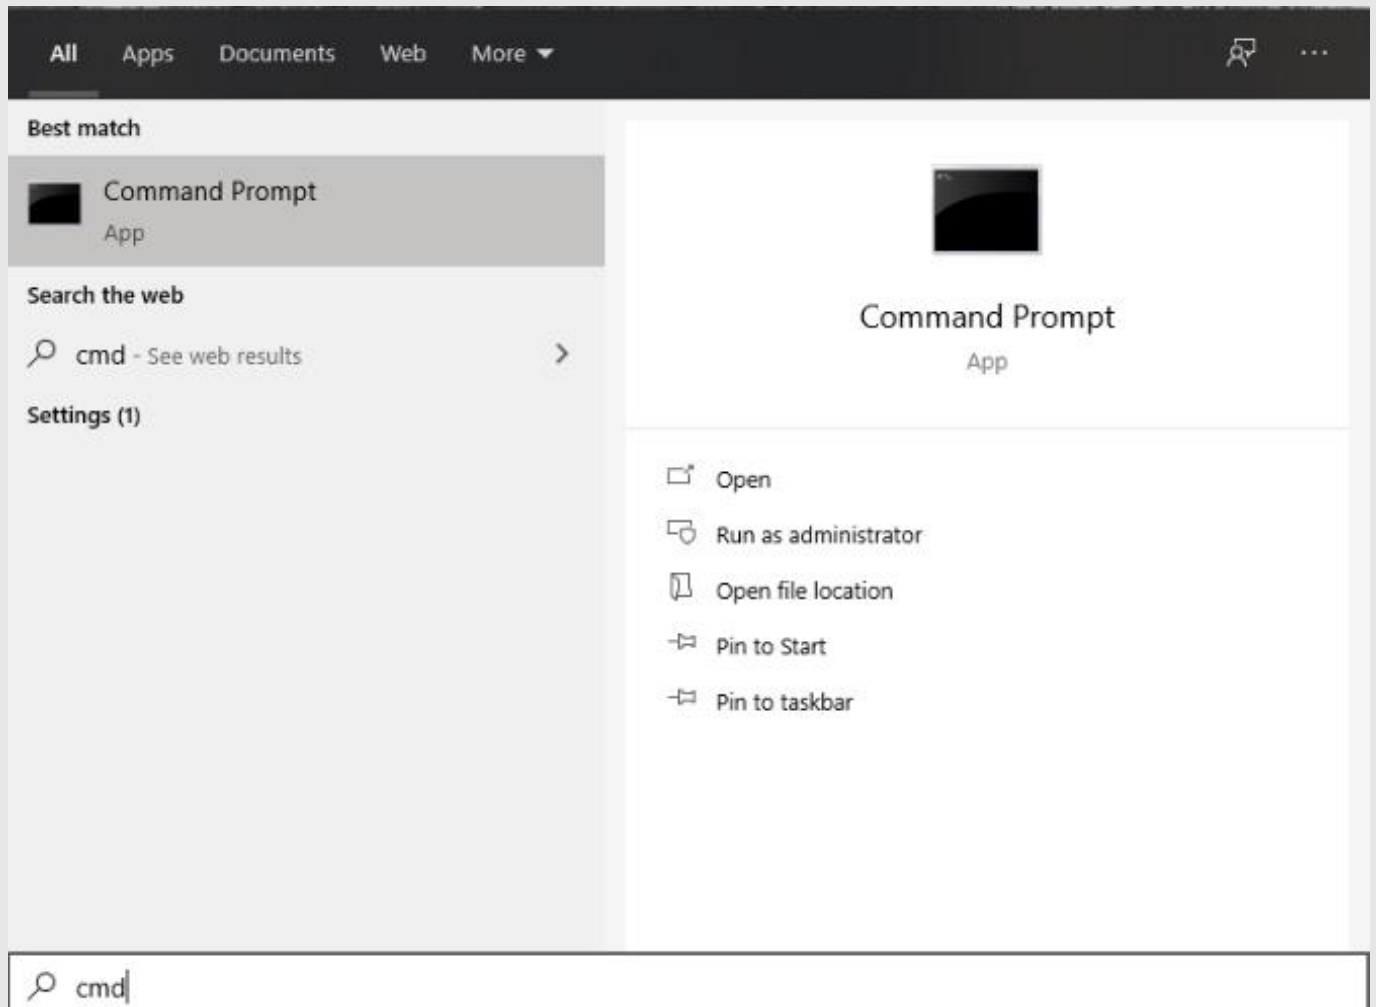 All Apps Documents Web More
Best match
Command Prompt
App
Search the web
cmd - See web results
Settings (1)
Command Prompt
App
Open
Run as administrator
Open file location
Pin to Start
Pin to taskbar
cmd